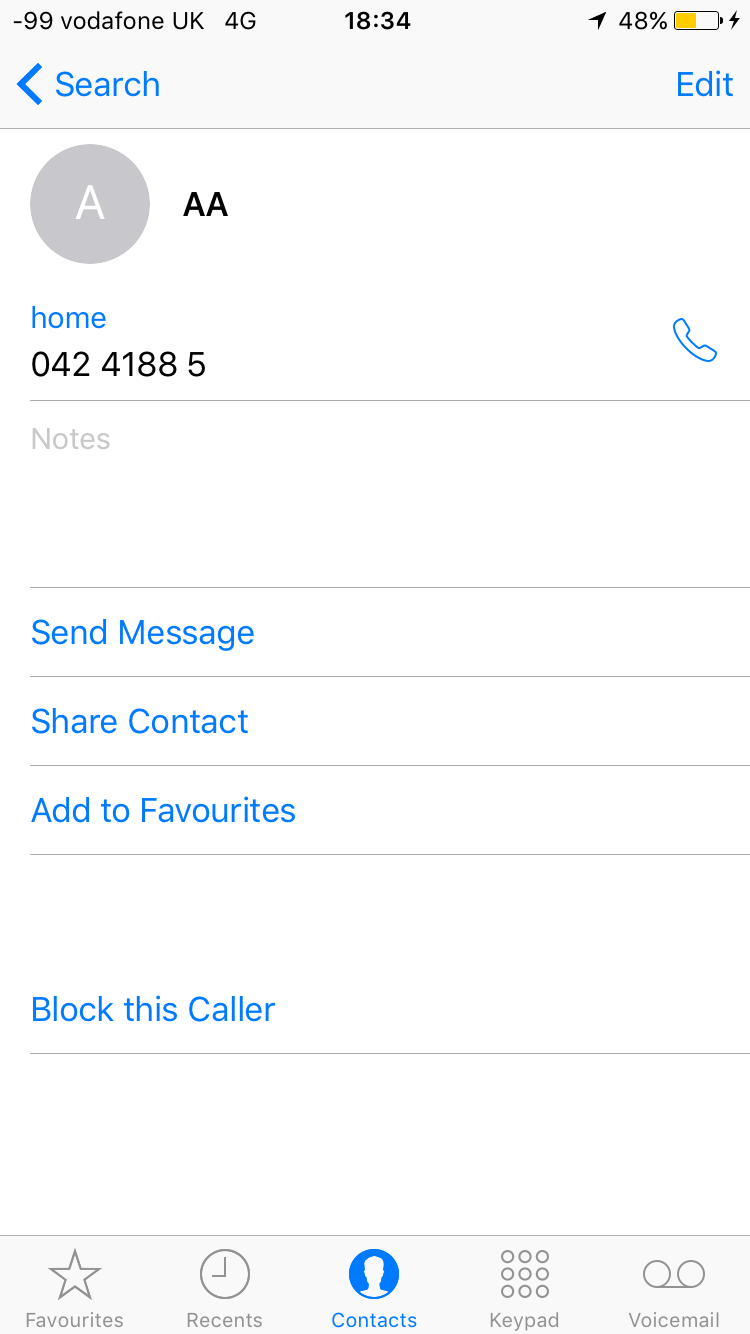 -99 vodafone UK 4G 18:34 48%
Search Edit
A AA
home
042 4188 5
Notes
Send Message
Share Contact
Add to Favourites
Block this Caller
Favourites Recents Contacts Keypad Voicemail